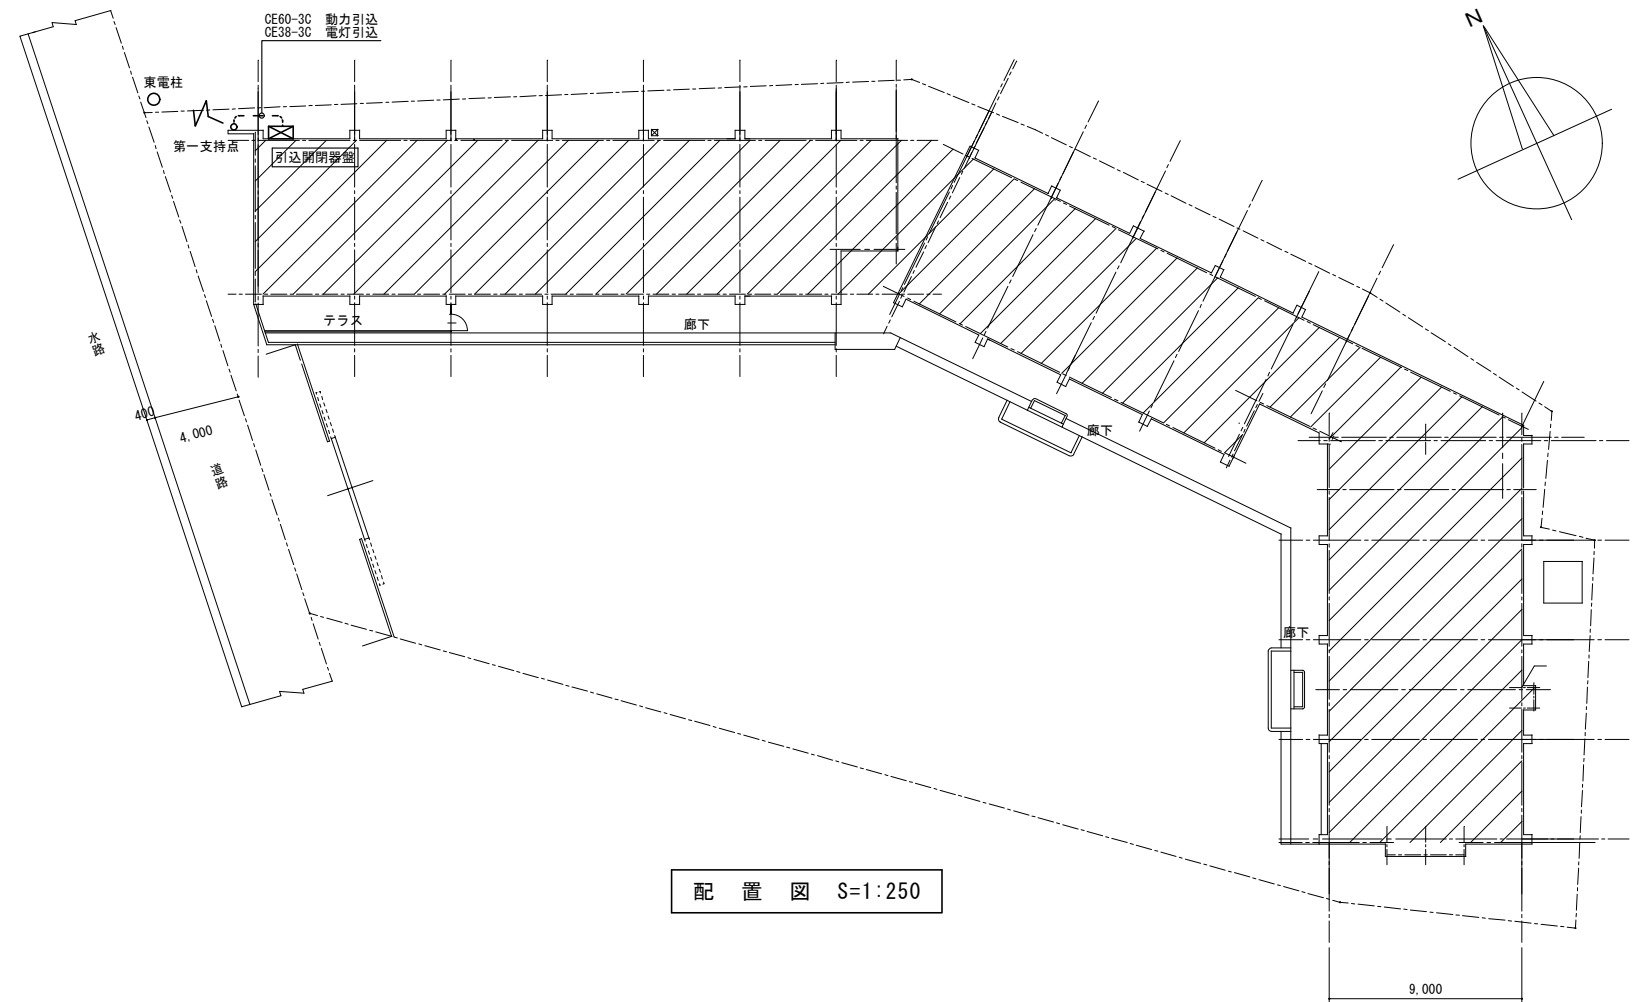 CE60-3C 動力引込
CE38-3C 電灯引込
N
東電柱
第一支持点
引込開閉器盤
テラス
廊下
水路
400
4,000
道路
廊下
廊下
配 置 図 S=1:250
9,000